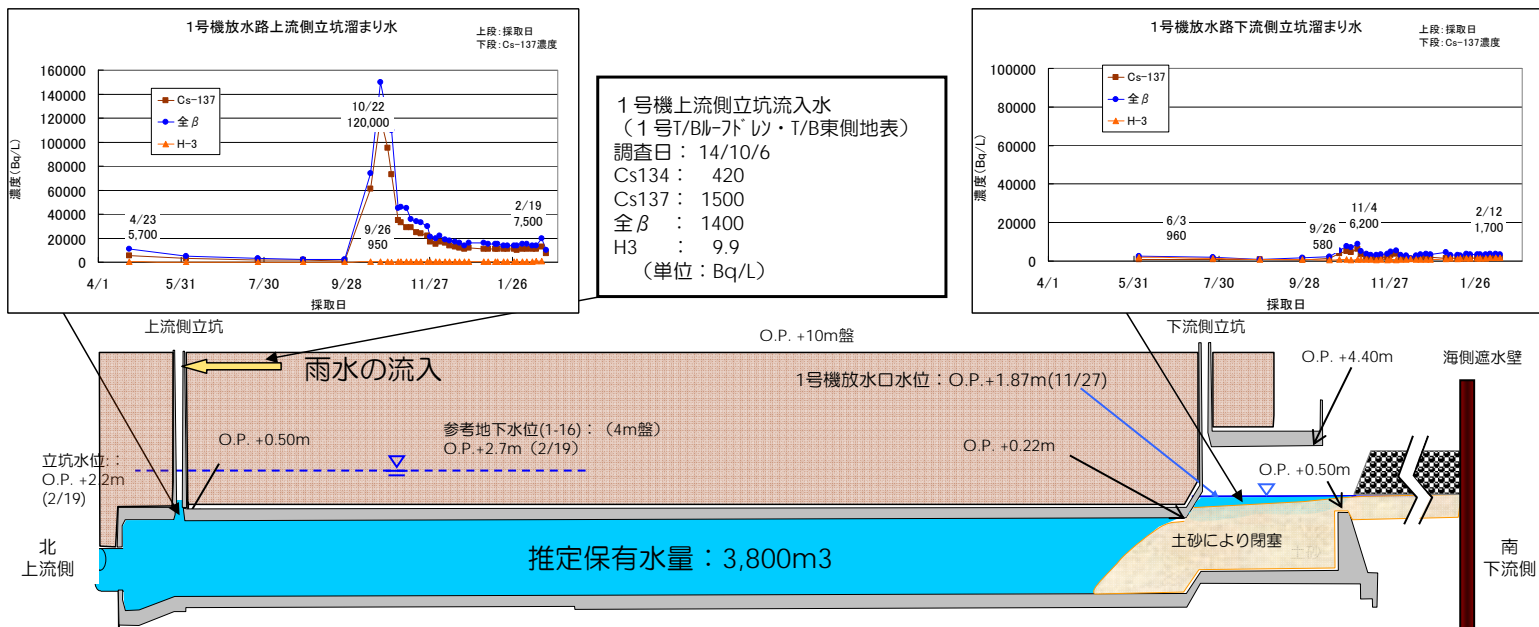 1号機放水路上流側立坑溜まり水
上段:採取日
下段:Cs-137濃度
160000
140000
120000
100000
80000
60000
40000
20000
0
濃度(Bq/L)
Cs-137
全β
H-3
10/22
120,000
4/23
5,700
9/26
950
2/19
7,500
4/1
5/31
7/30
9/28
11/27
1/26
採取日
1号機上流側立坑流入水
(1号T/Bルーフドレン・T/B東側地表)
調査日: 14/10/6
Cs134: 420
Cs137: 1500
全β : 1400
H3 : 9.9
(単位:Bq/L)
1号機放水路下流側立坑溜まり水
上段:採取日
下段:Cs-137濃度
100000
80000
60000
40000
20000
0
濃度(Bq/L)
Cs-137
全β
H-3
6/3
960
9/26
580
11/4
6,200
2/12
1,700
4/1
5/31
7/30
9/28
11/27
1/26
採取日
上流側立坑
下流側立坑
O.P. +10m盤
雨水の流入
1号機放水口水位:O.P.+1.87m(11/27)
O.P. +4.40m
海側遮水壁
O.P. +0.50m
参考地下水位(1-16):(4m盤)
O.P.+2.7m (2/19)
O.P. +0.22m
O.P. +0.50m
立坑水位::
O.P. +2.2m
(2/19)
北
上流側
推定保有水量:3,800m3
土砂により閉塞
土砂
南
下流側